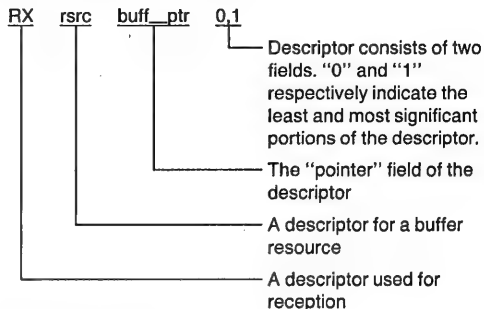 RX rsrc buff__ptr 0,1
Descriptor consists of two
fields. "0" and "1"
respectively indicate the
least and most significant
portions of the descriptor.
The "pointer" field of the
descriptor
A descriptor for a buffer
resource
A descriptor used for
reception